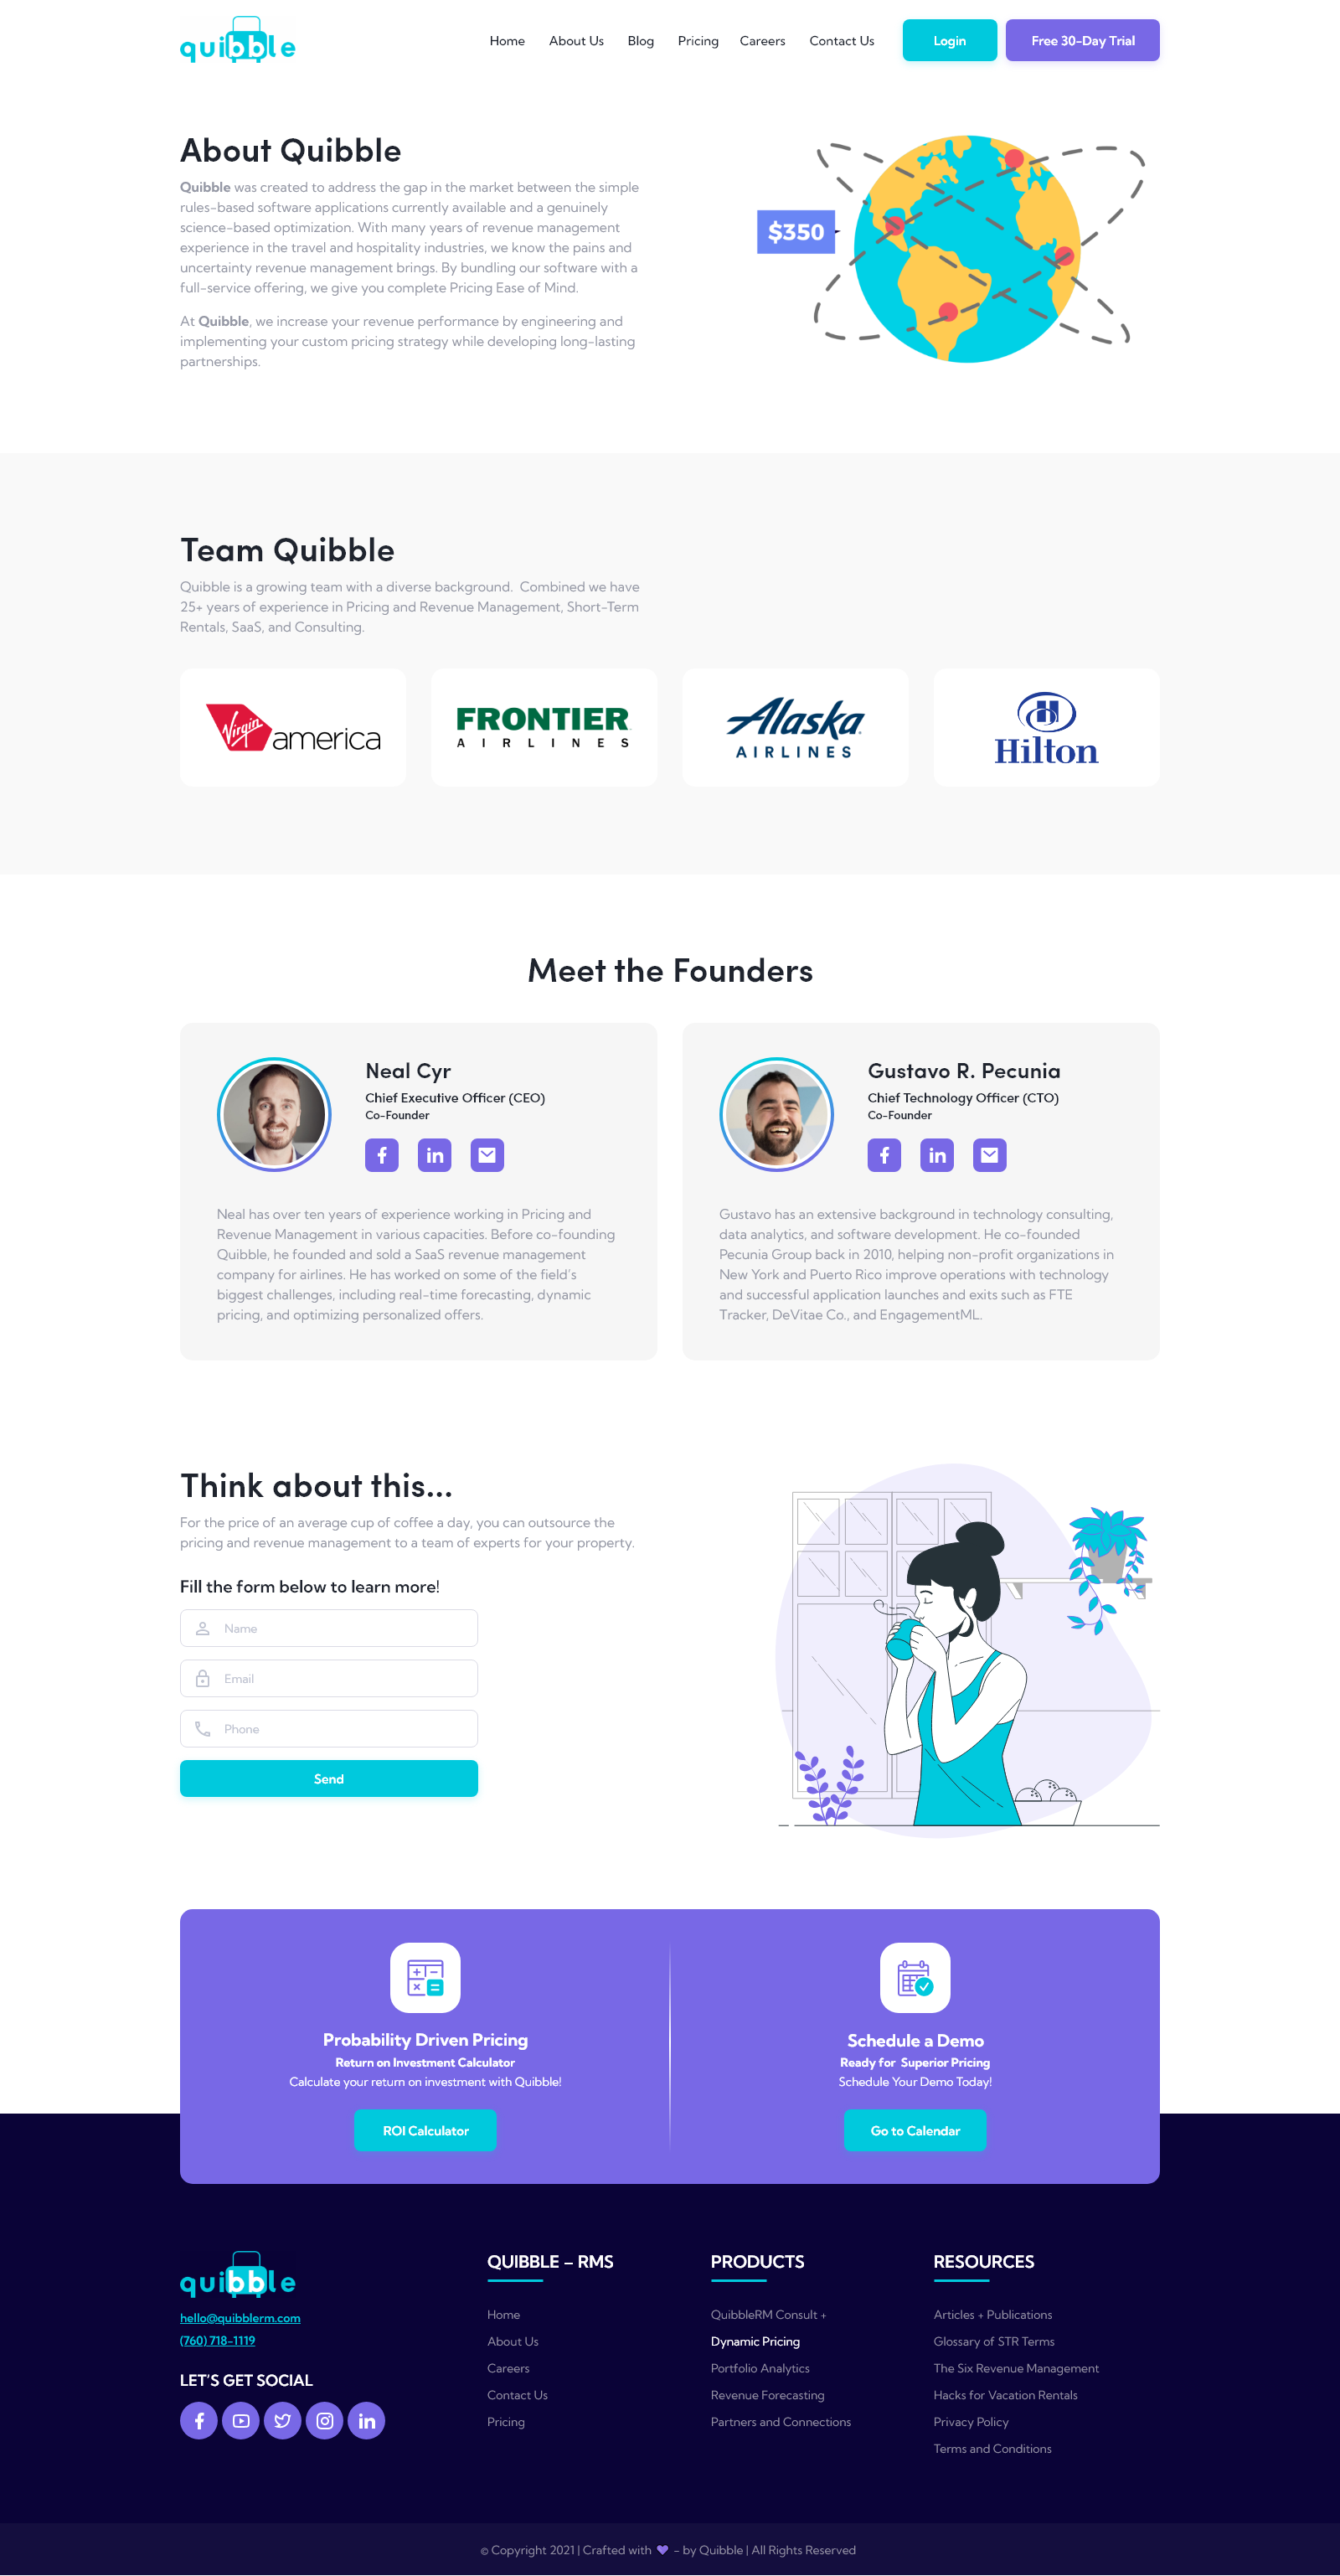 quibble
Home About Us Blog Pricing Careers Contact Us Login Free 30-Day Trial
About Quibble
Quibble was created to address the gap in the market between the simple
rules-based software applications currently available and a genuinely
science-based optimization. With many years of revenue management
experience in the travel and hospitality industries, we know the pains and
uncertainty revenue management brings. By bundling our software with a
full-service offering, we give you complete Pricing Ease of Mind.
At Quibble, we increase your revenue performance by engineering and
implementing your custom pricing strategy while developing long-lasting
partnerships.
$350
Team Quibble
Quibble is a growing team with a diverse background. Combined we have
25+ years of experience in Pricing and Revenue Management, Short-Term
Rentals, SaaS, and Consulting.
Virgin america
FRONTIER
AIRLINES
Alaska
AIRLINES
H
Hilton
Meet the Founders
Neal Cyr
Chief Executive Officer (CEO)
Co-Founder
Neal has over ten years of experience working in Pricing and
Revenue Management in various capacities. Before co-founding
Quibble, he founded and sold a SaaS revenue management
company for airlines. He has worked on some of the field's
biggest challenges, including real-time forecasting, dynamic
pricing, and optimizing personalized offers.
Gustavo R. Pecunia
Chief Technology Officer (CTO)
Co-Founder
Gustavo has an extensive background in technology consulting,
data analytics, and software development. He co-founded
Pecunia Group back in 2010, helping non-profit organizations in
New York and Puerto Rico improve operations with technology
and successful application launches and exits such as FTE
Tracker, DeVitae Co., and EngagementML.
Think about this...
For the price of an average cup of coffee a day, you can outsource the
pricing and revenue management to a team of experts for your property.
Fill the form below to learn more!
Name
Email
Phone
Send
Probability Driven Pricing
Return on Investment Calculator
Calculate your return on investment with Quibble!
ROI Calculator
Schedule a Demo
Ready for Superior Pricing
Schedule Your Demo Today!
Go to Calendar
quibble
hello@quibblerm.com
(760) 718-1119
LET'S GET SOCIAL
QUIBBLE – RMS
Home
About Us
Careers
Contact Us
Pricing
PRODUCTS
QuibbleRM Consult +
Dynamic Pricing
Portfolio Analytics
Revenue Forecasting
Partners and Connections
RESOURCES
Articles + Publications
Glossary of STR Terms
The Six Revenue Management
Hacks for Vacation Rentals
Privacy Policy
Terms and Conditions
© Copyright 2021 | Crafted with ♥ - by Quibble | All Rights Reserved